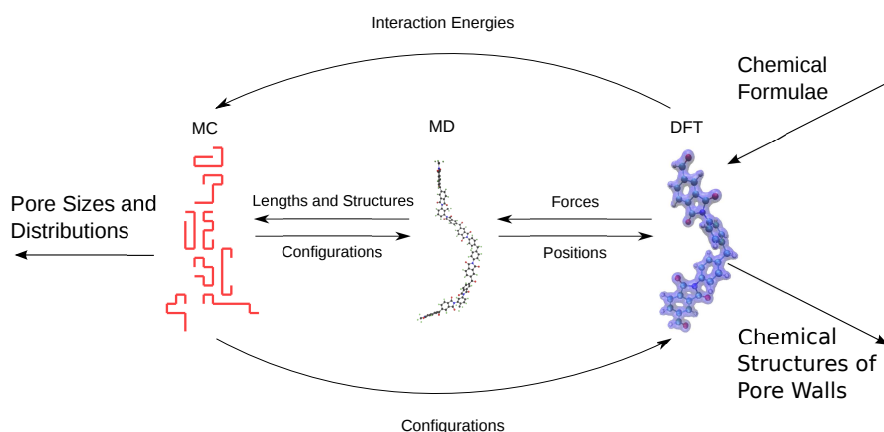 Interaction Energies
Chemical
Formulae
MC
MD
DFT
Pore Sizes and
Distributions
Lengths and Structures
Configurations
Forces
Positions
Chemical
Structures of
Pore Walls
Configurations